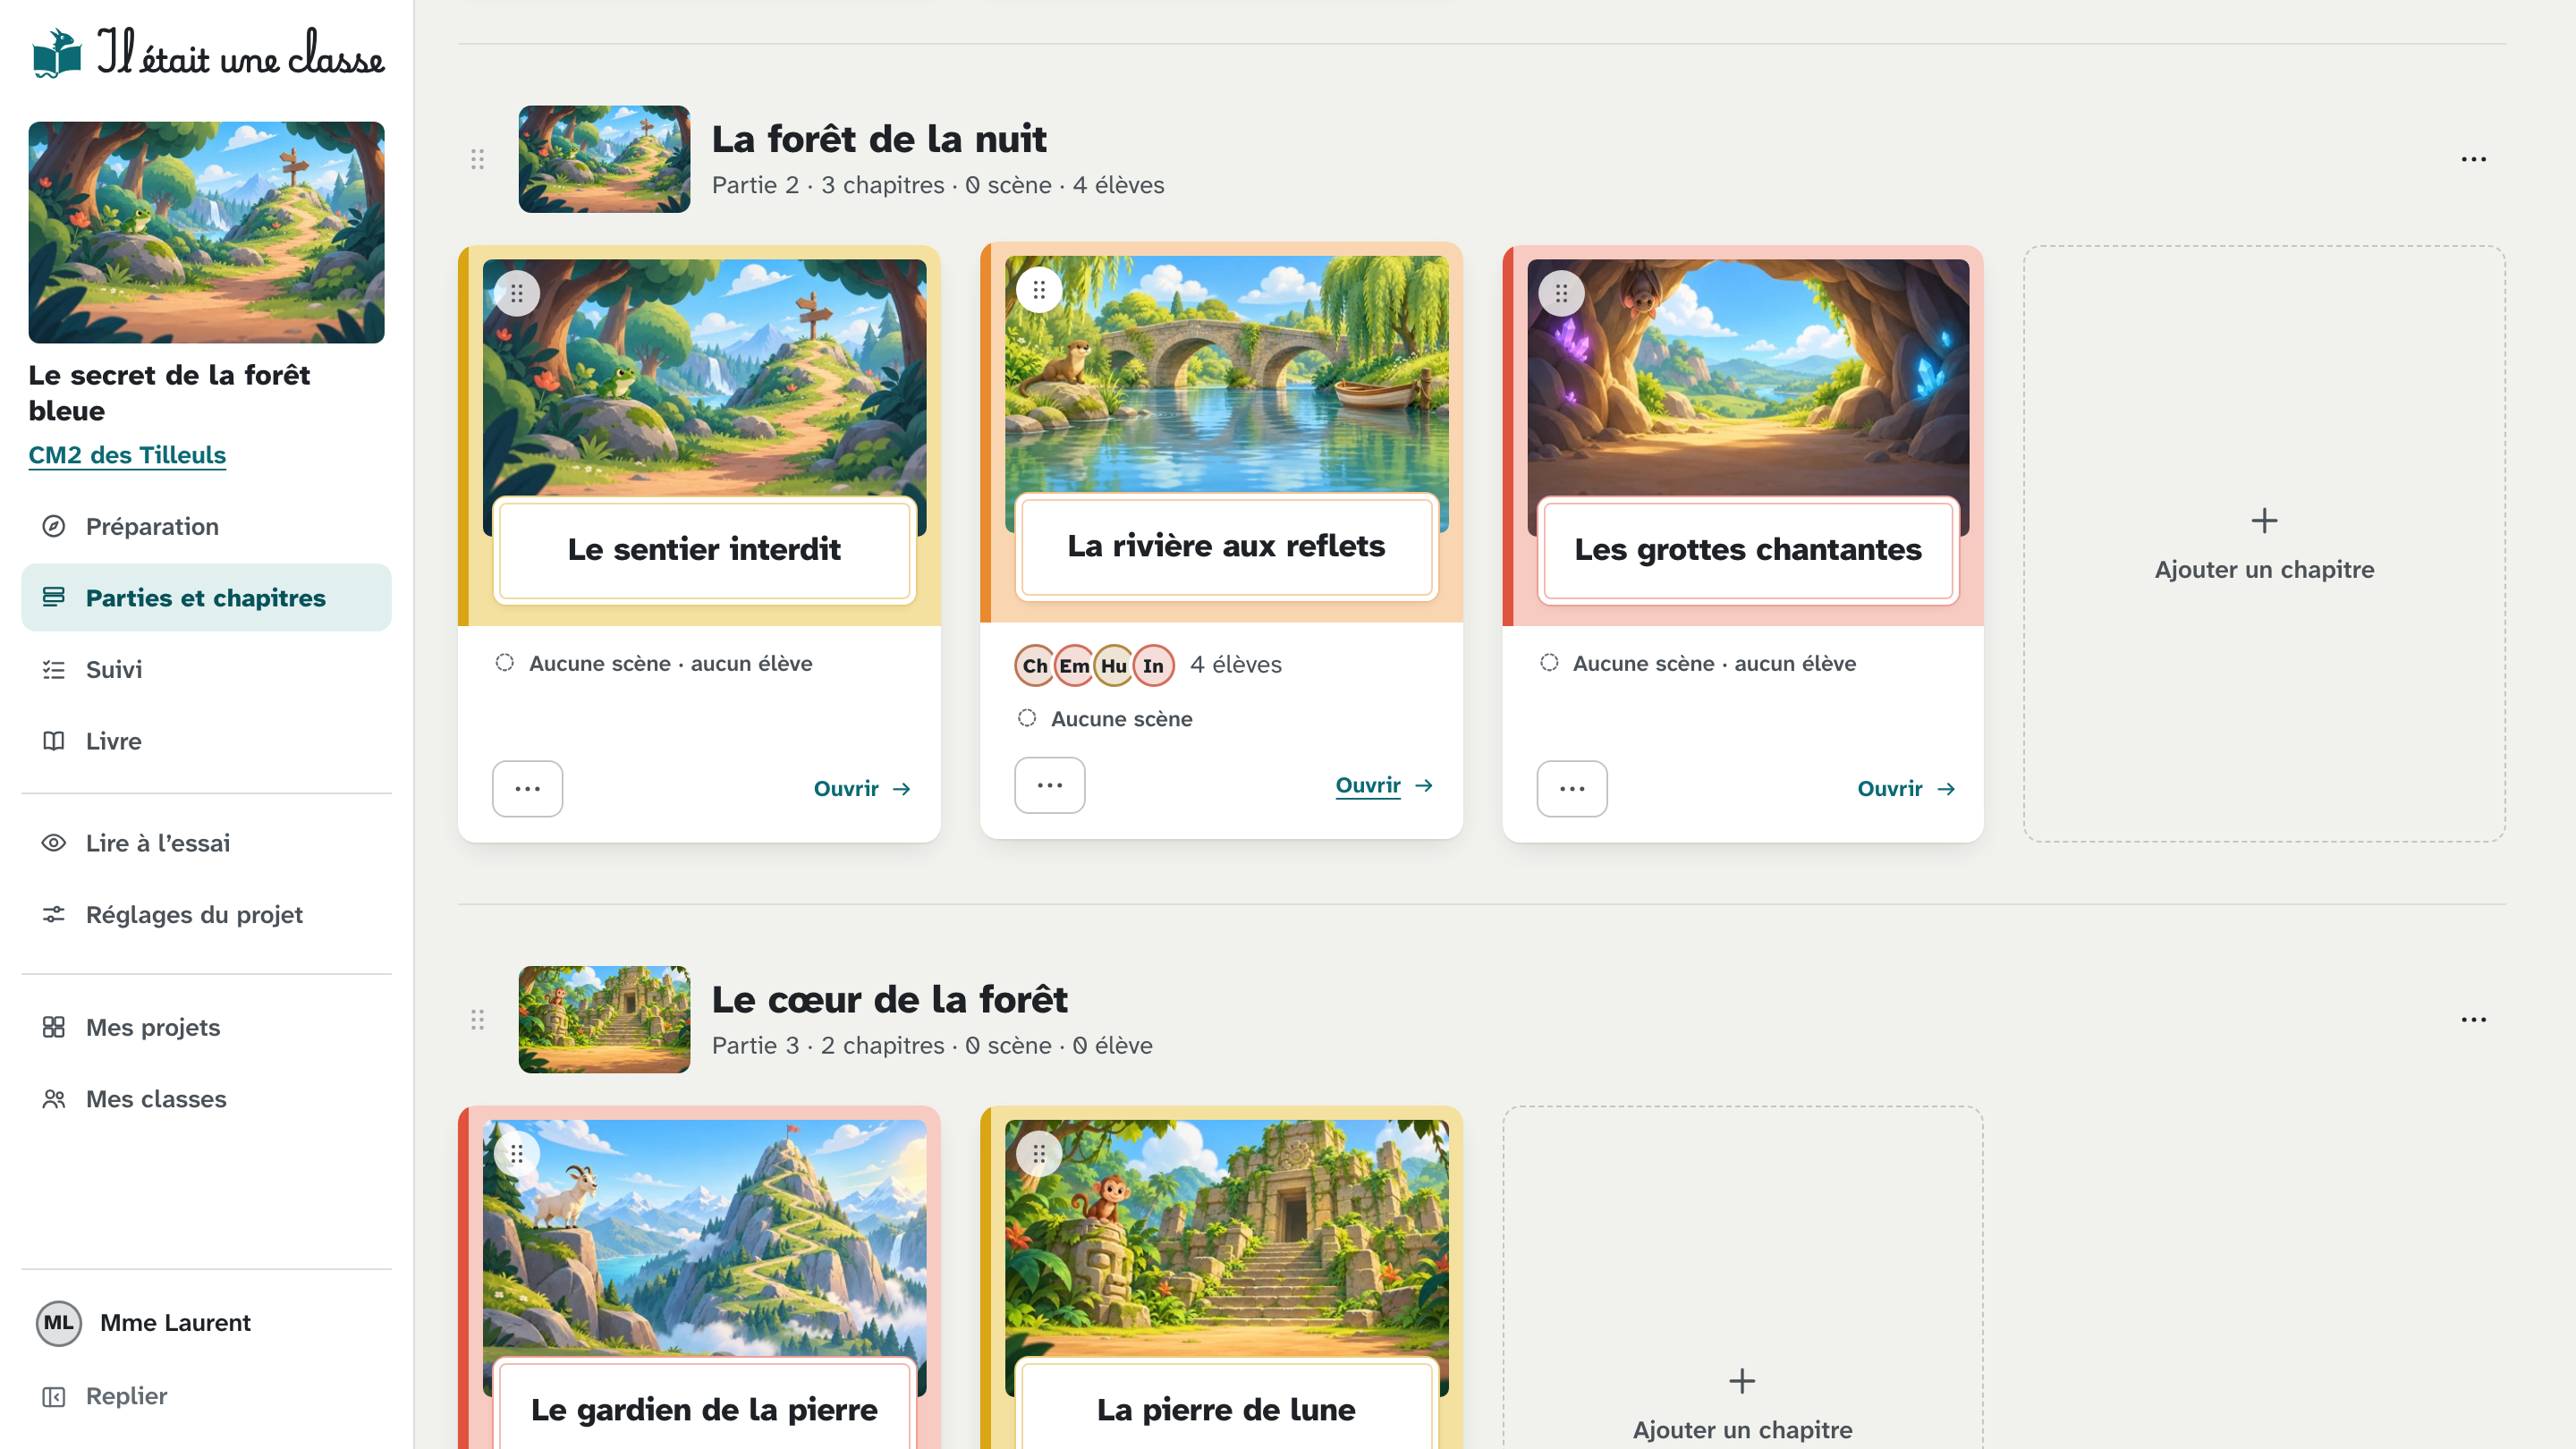 Il était une classe
Le secret de la forêt
bleue
CM2 des Tilleuls
Préparation
Parties et chapitres
Suivi
Livre
Lire à l’essai
Réglages du projet
Mes projets
Mes classes
ML
Mme Laurent
Replier
La forêt de la nuit
Partie 2 · 3 chapitres · 0 scène · 4 élèves
Le sentier interdit
Aucune scène · aucun élève
Ouvrir
La rivière aux reflets
Ch Em Hu In 4 élèves
Aucune scène
Ouvrir
Les grottes chantantes
Aucune scène · aucun élève
Ouvrir
Ajouter un chapitre
Le cœur de la forêt
Partie 3 · 2 chapitres · 0 scène · 0 élève
Le gardien de la pierre
La pierre de lune
Ajouter un chapitre